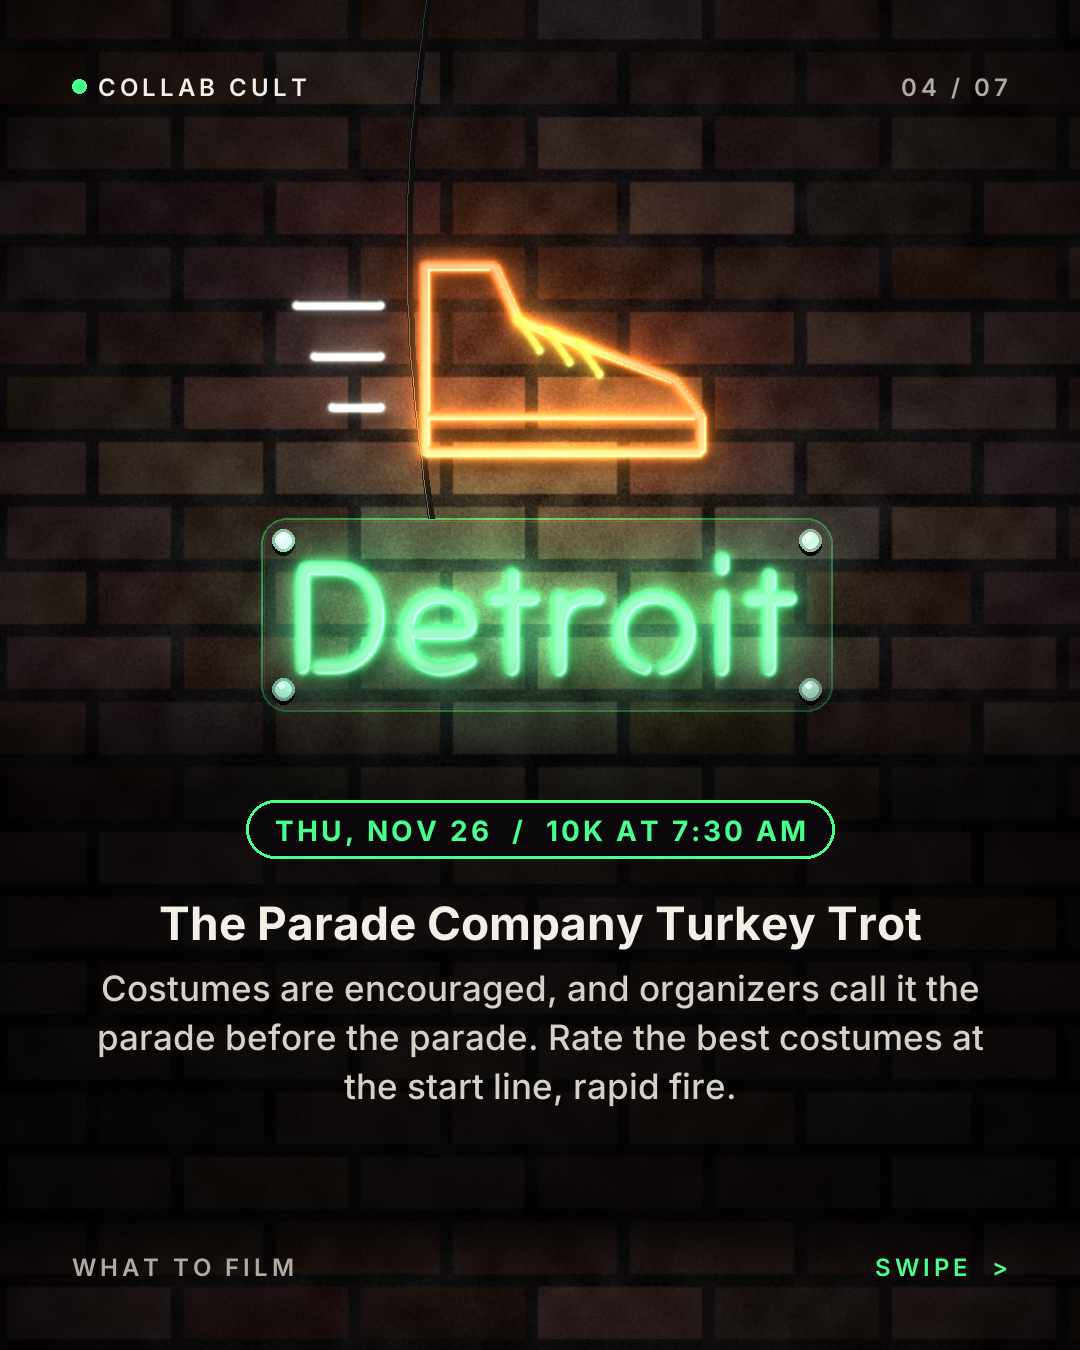 COLLAB CULT
04 / 07
Detroit
THU, NOV 26 / 10K AT 7:30 AM
The Parade Company Turkey Trot
Costumes are encouraged, and organizers call it the
parade before the parade. Rate the best costumes at
the start line, rapid fire.
WHAT TO FILM
SWIPE >